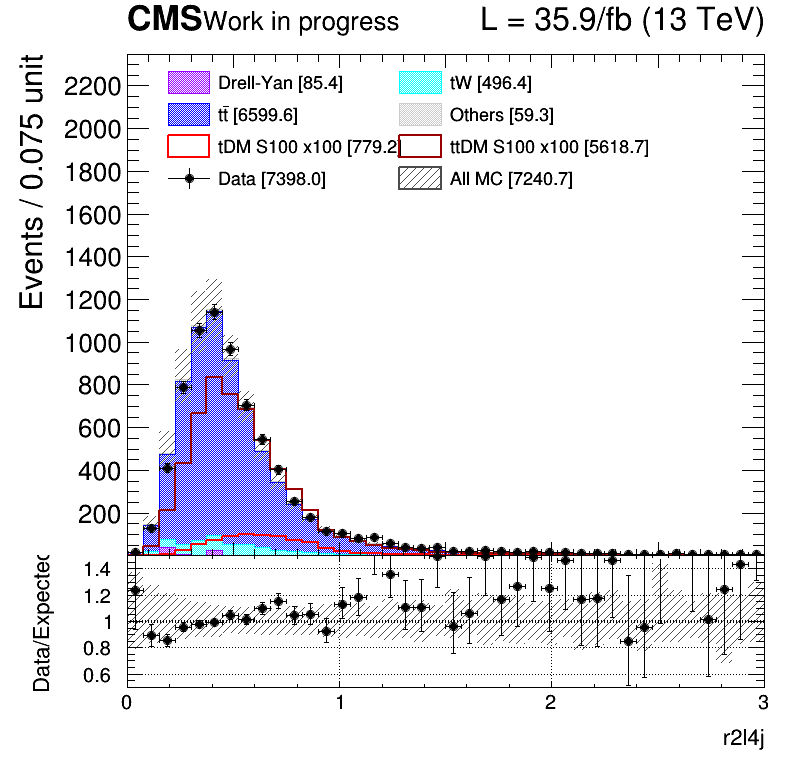 CMS Work in progress L = 35.9/fb (13 TeV)
Events / 0.075 unit
2200
2000
1800
1600
1400
1200
1000
800
600
400
200
Drell-Yan [85.4]
tW [496.4]
tt̄ [6599.6]
Others [59.3]
tDM S100 x100 [779.2]
ttDM S100 x100 [5618.7]
Data [7398.0]
All MC [7240.7]
Data/Expected
1.4
1.2
1
0.8
0.6
0 1 2 3
r2l4j